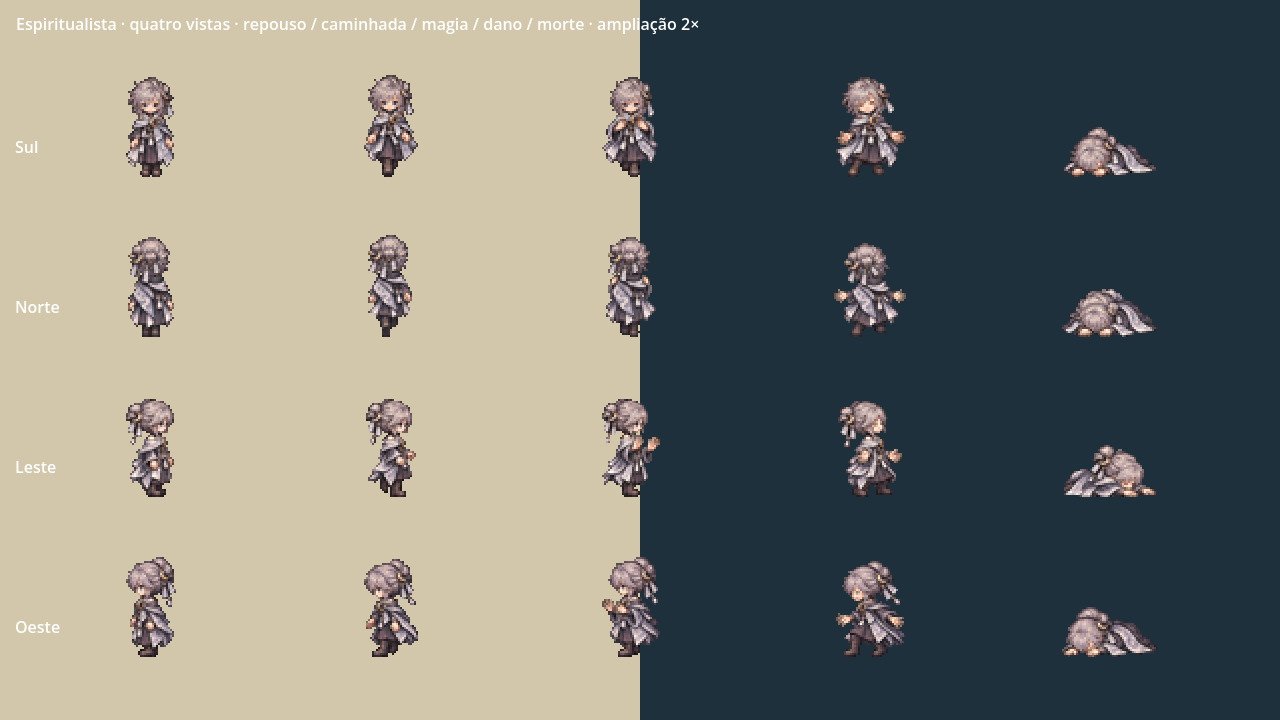 Espiritualista · quatro vistas · repouso / caminhada / magia / dano / morte · ampliação 2×
Sul
Norte
Leste
Oeste